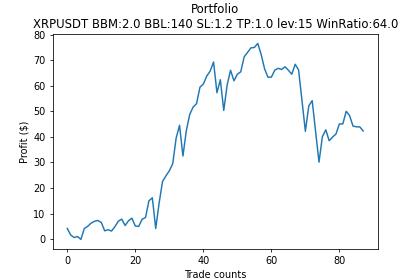 Portfolio
XRPUSDT BBM:2.0 BBL:140 SL:1.2 TP:1.0 lev:15 WinRatio:64.0
80
70
60
50
40
30
20
10
0
Profit ($)
0 20 40 60 80
Trade counts